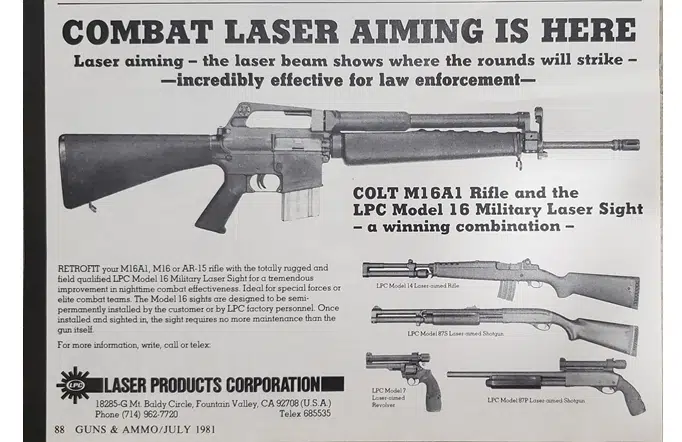 COMBAT LASER AIMING IS HERE
Laser aiming – the laser beam shows where the rounds will strike –
—incredibly effective for law enforcement—
COLT M16A1 Rifle and the
LPC Model 16 Military Laser Sight
– a winning combination –
RETROFIT your M16A1, M16 or AR-15 rifle with the totally rugged and
field qualified LPC Model 16 Military Laser Sight for a tremendous
improvement in nighttime combat effectiveness. Ideal for special forces or
elite combat teams. The Model 16 sights are designed to be semi-
permanently installed by the customer or by LPC factory personnel. Once
installed and sighted in, the sight requires no more maintenance than the
gun itself.
For more information, write, call or telex:
LPC Model 14 Laser-aimed Rifle
LPC Model 87S Laser-aimed Shotgun
LPC Model 7
Laser-aimed
Revolver
LPC Model 87P Laser-aimed Shotgun
LPC
LASER PRODUCTS CORPORATION
18285-G Mt. Baldy Circle, Fountain Valley, CA 92708 (U.S.A.)
Phone (714) 962-7720 Telex 685535
88 GUNS & AMMO/JULY 1981